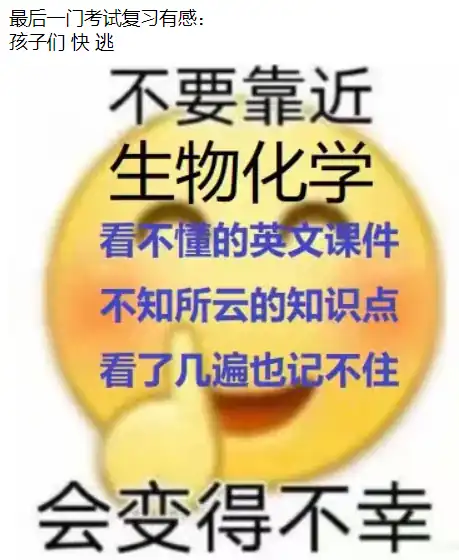 最后一门考试复习有感：
孩子们 快 逃
不要靠近
生物化学
看不懂的英文课件
不知所云的知识点
看了几遍也记不住
会变得不幸